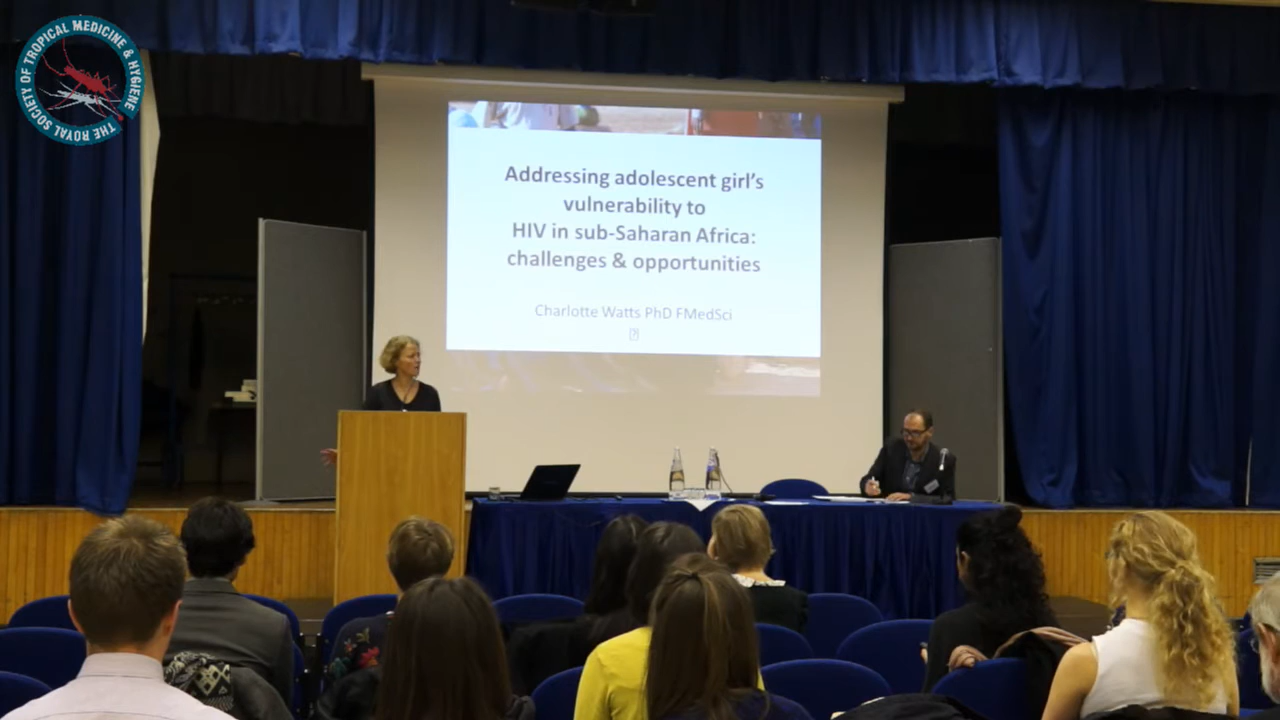 THE ROYAL SOCIETY OF TROPICAL MEDICINE & HYGIENE
Addressing adolescent girl's
vulnerability to
HIV in sub-Saharan Africa:
challenges & opportunities
Charlotte Watts PhD FMedSci